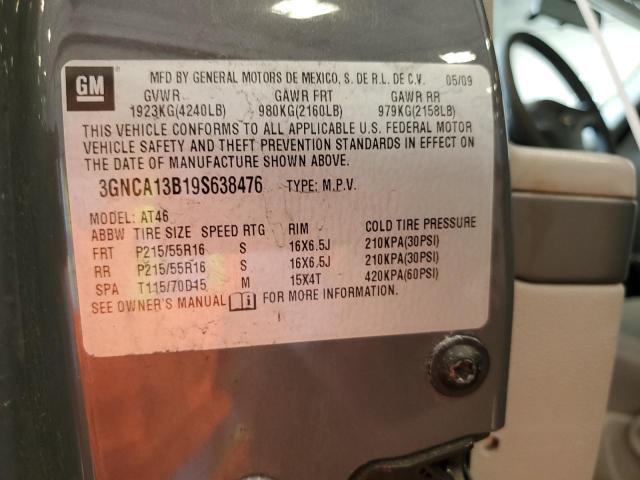 GM
MFD BY GENERAL MOTORS DE MEXICO, S. DE R.L. DE C.V. 05/09
GVWR GAWR FRT GAWR RR
1923KG(4240LB) 980KG(2160LB) 979KG(2158LB)
THIS VEHICLE CONFORMS TO ALL APPLICABLE U.S. FEDERAL MOTOR
VEHICLE SAFETY AND THEFT PREVENTION STANDARDS IN EFFECT ON
THE DATE OF MANUFACTURE SHOWN ABOVE.
3GNCA13B19S638476 TYPE: M.P.V.
MODEL: AT46
ABBW TIRE SIZE SPEED RTG RIM COLD TIRE PRESSURE
FRT P215/55R16 S 16X6.5J 210KPA(30PSI)
RR P215/55R16 S 16X6.5J 210KPA(30PSI)
SPA T115/70D15 M 15X4T 420KPA(60PSI)
SEE OWNER'S MANUAL i FOR MORE INFORMATION.